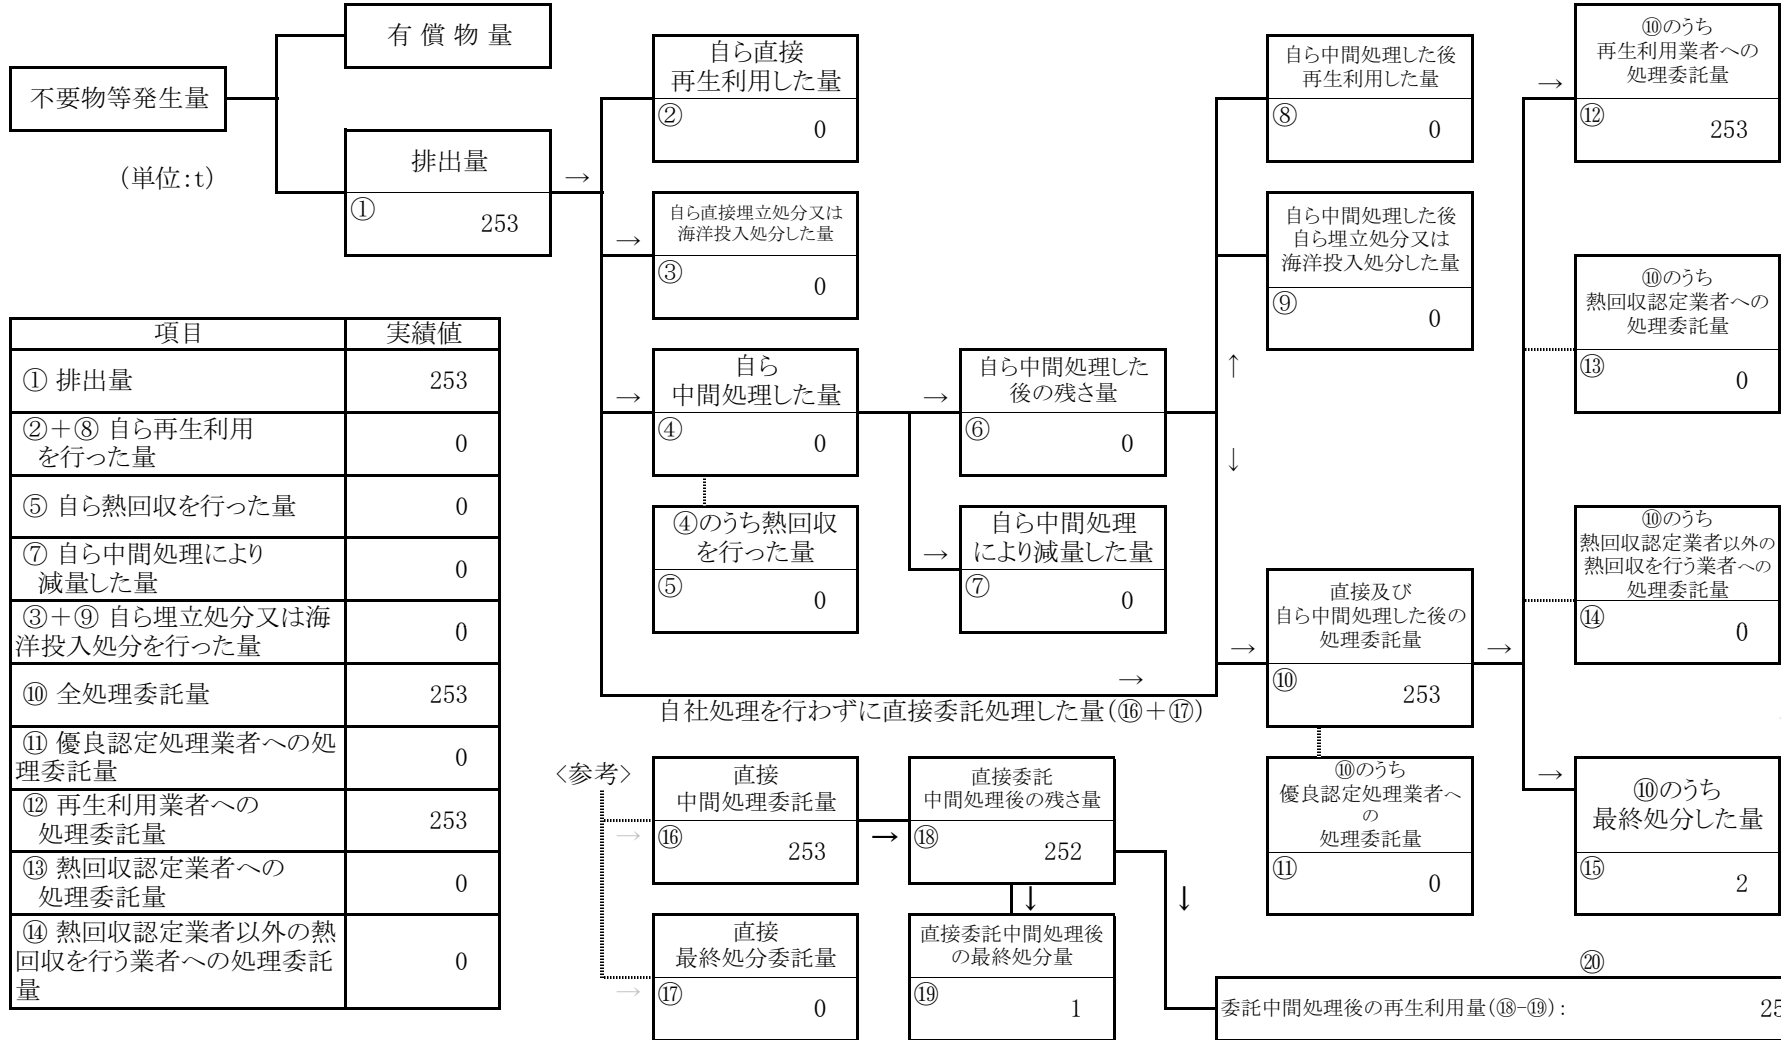 不要物等発生量
有 償 物 量
(単位:t)
排出量
①
253
→
自ら直接
再生利用した量
②
0
→
自ら直接埋立処分又は
海洋投入処分した量
③
0
→
自ら
中間処理した量
④
0
④のうち熱回収
を行った量
⑤
0
→
自ら中間処理した
後の残さ量
⑥
0
→
自ら中間処理
により減量した量
⑦
0
自ら中間処理した後
再生利用した量
⑧
0
自ら中間処理した後
自ら埋立処分又は
海洋投入処分した量
⑨
0
↑
↓
→
自社処理を行わずに直接委託処理した量(⑯+⑰)
→
直接及び
自ら中間処理した後の
処理委託量
⑩
253
⑩のうち
優良認定処理業者へ
の
処理委託量
⑪
0
→
→
⑩のうち
再生利用業者への
処理委託量
⑫
253
⑩のうち
熱回収認定業者への
処理委託量
⑬
0
⑩のうち
熱回収認定業者以外の
熱回収を行う業者への
処理委託量
⑭
0
→
⑩のうち
最終処分した量
⑮
2
項目 実績値
① 排出量 253
②+⑧ 自ら再生利用
を行った量 0
⑤ 自ら熱回収を行った量 0
⑦ 自ら中間処理により
減量した量 0
③+⑨ 自ら埋立処分又は海
洋投入処分を行った量 0
⑩ 全処理委託量 253
⑪ 優良認定処理業者への処
理委託量 0
⑫ 再生利用業者への
処理委託量 253
⑬ 熱回収認定業者への
処理委託量 0
⑭ 熱回収認定業者以外の熱
回収を行う業者への処理委託
量 0
<参考>
→
直接
中間処理委託量
⑯
253
→
直接委託
中間処理後の残さ量
⑱
252
→
直接
最終処分委託量
⑰
0
↓
直接委託中間処理後
の最終処分量
⑲
1
↓
⑳
委託中間処理後の再生利用量(⑱-⑲):